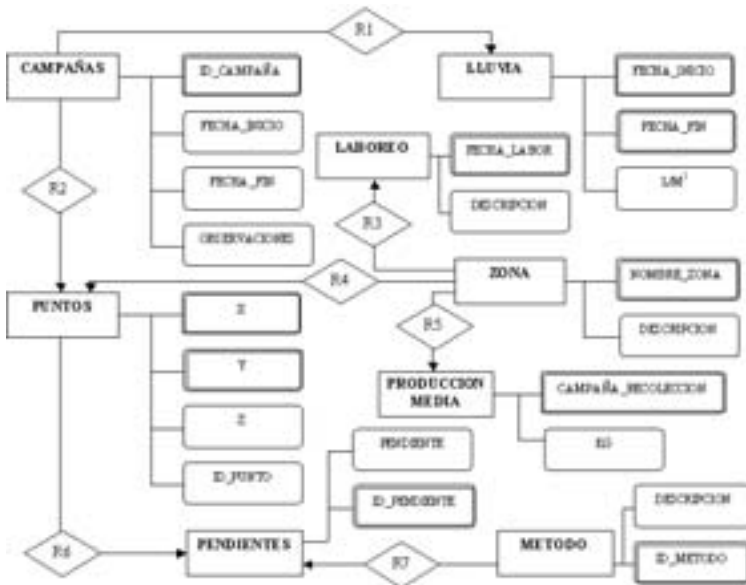 R1
CAMPAÑAS
ID_CAMPAÑA
LLUVIA
FECHA_INICIO
FECHA_INICIO
FECHA_FIN
LABOREO
FECHA_LABOR
R2
FECHA_FIN
L/M²
DESCRIPCION
R3
OBSERVACIONES
R4
ZONA
NOMBRE_ZONA
PUNTOS
R5
DESCRIPCION
Y
PRODUCCION
MEDIA
CAMPAÑA_RECOLECCION
Z
PENDIENTE
ID_PUNTO
DESCRIPCION
ID_PENDIENTE
R6
PENDIENTES
R7
METODO
ID_METODO